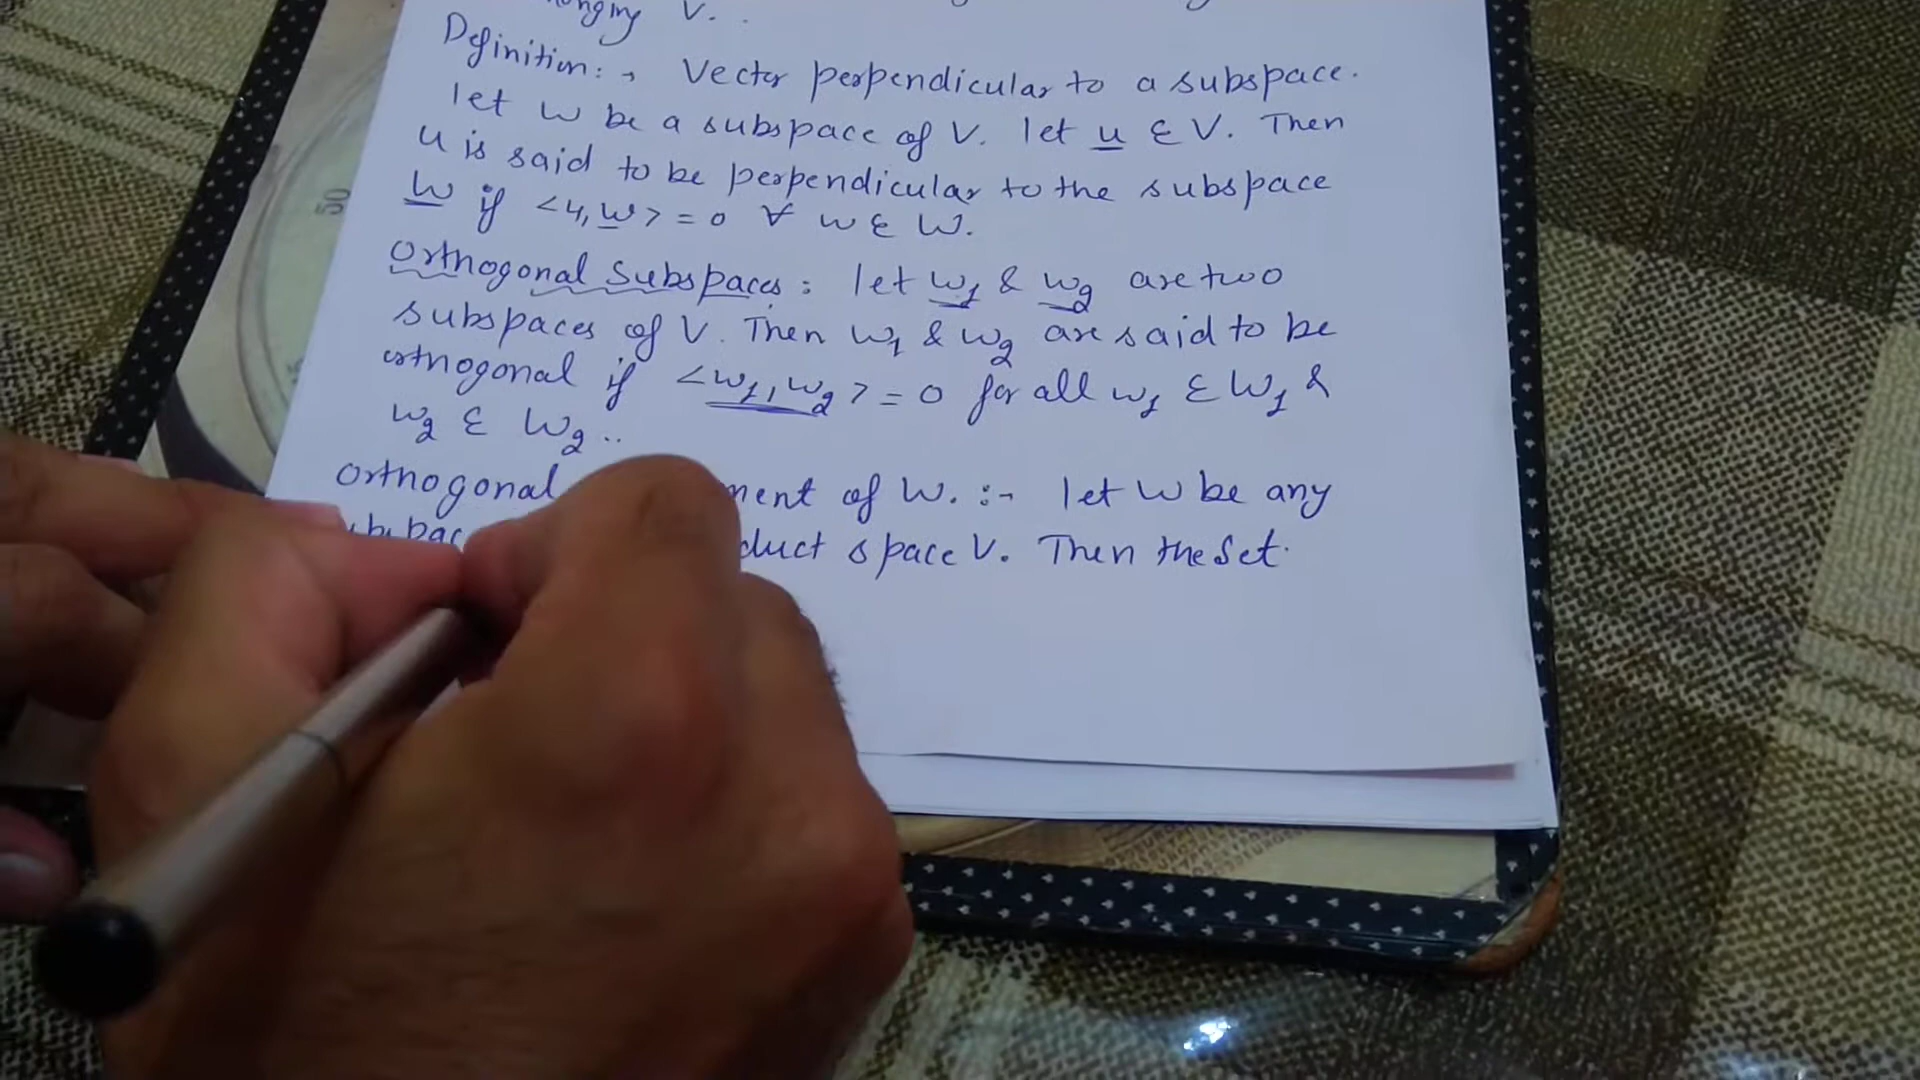 V.
Definition : → Vector perpendicular to a subspace.
let W be a subspace of V. let u ε V. Then
u is said to be perpendicular to the subspace
W if <u, w> = 0 ∀ w ε W.
Orthogonal Subspaces : let W1 & W2 are two
subspaces of V. Then W1 & W2 are said to be
orthogonal if <w1, w2> = 0 for all w1 ε W1 &
w2 ε W2 ..
Orthogonal ment of W. :- let W be any
duct space V. Then the Set